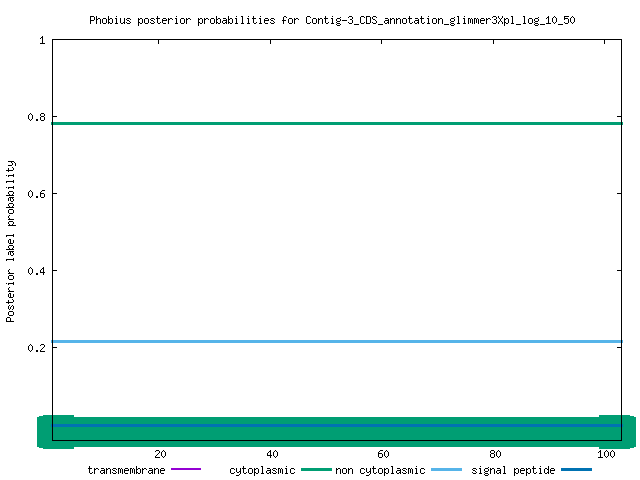 Phobius posterior probabilities for Contig-3_CDS_annotation_glimmer3Xpl_log_10_50
1
0.8
0.6
0.4
0.2
Posterior label probability
20 40 60 80 100
transmembrane cytoplasmic non cytoplasmic signal peptide